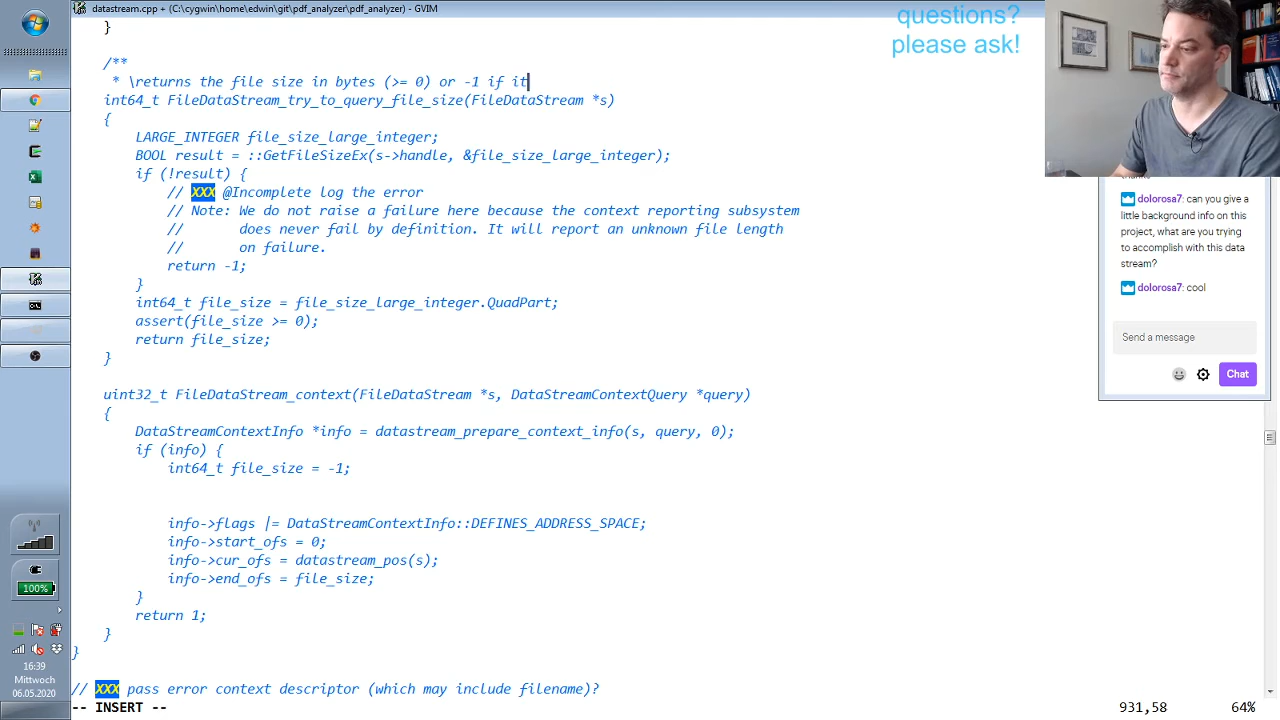 datastream.cpp + (C:\cygwin\home\edwin\git\pdf_analyzer\pdf_analyzer) - GVIM
questions?
please ask!
}
/**
* \returns the file size in bytes (>= 0) or -1 if it
int64_t FileDataStream_try_to_query_file_size(FileDataStream *s)
{
LARGE_INTEGER file_size_large_integer;
BOOL result = ::GetFileSizeEx(s->handle, &file_size_large_integer);
if (!result) {
// XXX @Incomplete log the error
// Note: We do not raise a failure here because the context reporting subsystem
// does never fail by definition. It will report an unknown file length
// on failure.
return -1;
}
int64_t file_size = file_size_large_integer.QuadPart;
assert(file_size >= 0);
return file_size;
}
uint32_t FileDataStream_context(FileDataStream *s, DataStreamContextQuery *query)
{
DataStreamContextInfo *info = datastream_prepare_context_info(s, query, 0);
if (info) {
int64_t file_size = -1;
info->flags |= DataStreamContextInfo::DEFINES_ADDRESS_SPACE;
info->start_ofs = 0;
info->cur_ofs = datastream_pos(s);
info->end_ofs = file_size;
}
return 1;
}
}
// XXX pass error context descriptor (which may include filename)?
-- INSERT --
931,58
64%
dolorosa7: can you give a
little background info on this
project, what are you trying
to accomplish with this data
stream?
dolorosa7: cool
Send a message
Chat
100%
16:39
Mittwoch
06.05.2020